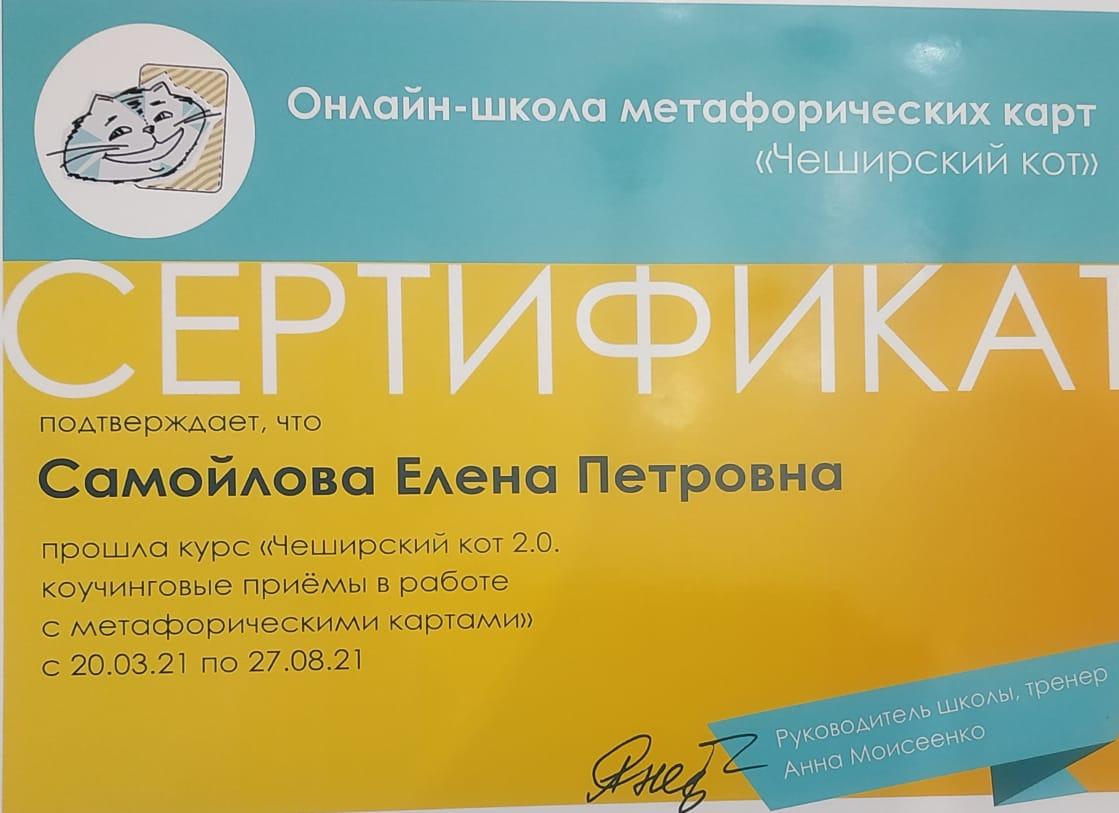 Онлайн-школа метафорических карт
«Чеширский кот»
СЕРТИФИКАТ
подтверждает, что
Самойлова Елена Петровна
прошла курс «Чеширский кот 2.0.
коучинговые приёмы в работе
с метафорическими картами»
с 20.03.21 по 27.08.21
Руководитель школы, тренер
Анна Моисеенко